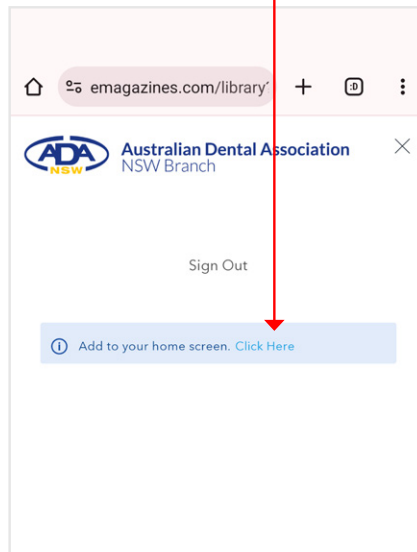 emagazines.com/library?
:D
ADA
NSW
Australian Dental Association
NSW Branch
Sign Out
Add to your home screen. Click Here